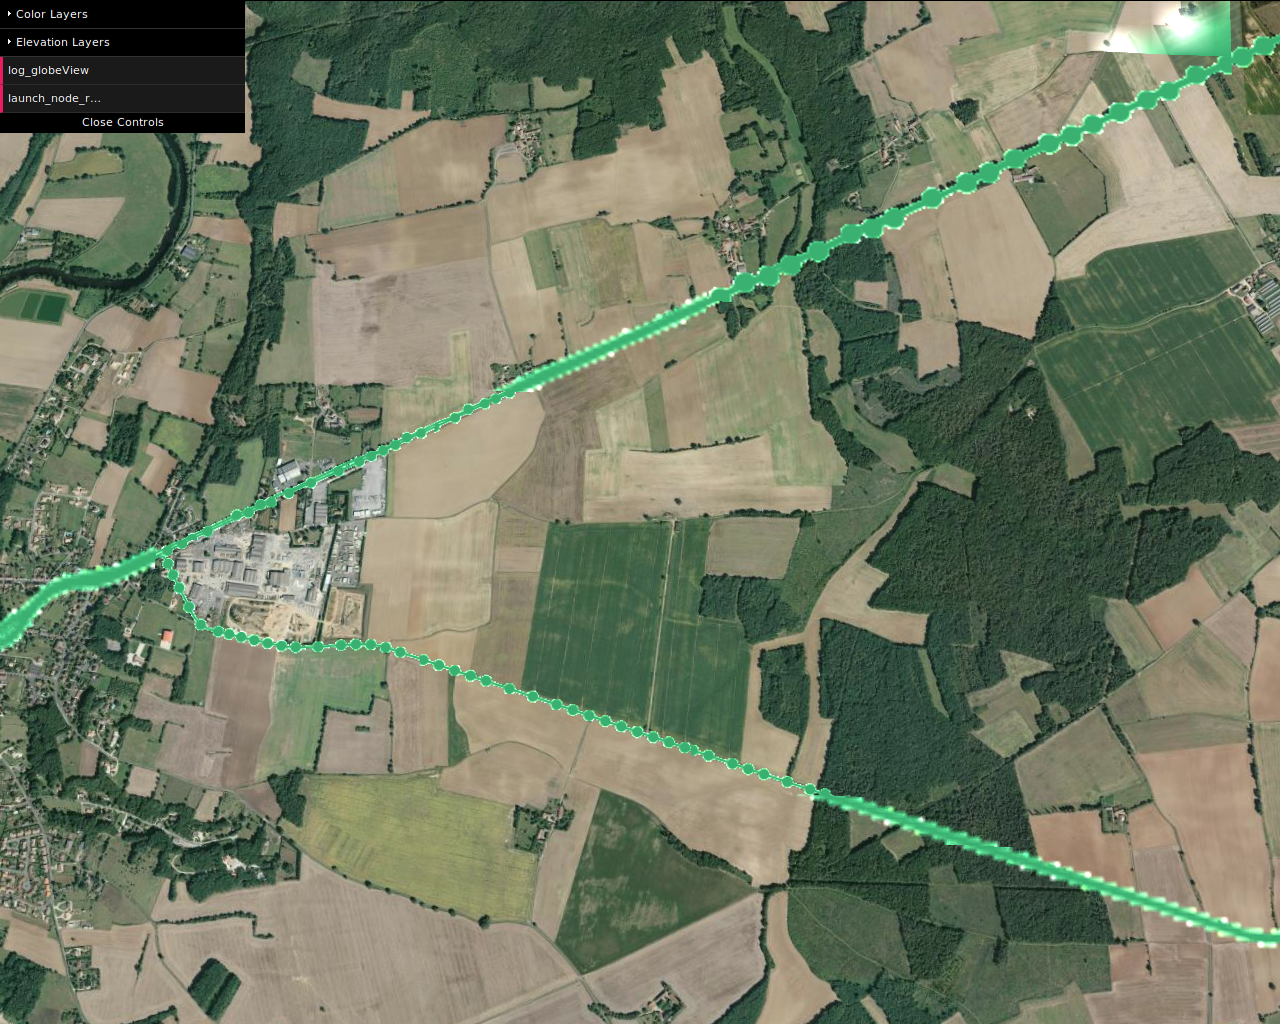 Color Layers
Elevation Layers
log_globeView
launch_node_r...
Close Controls